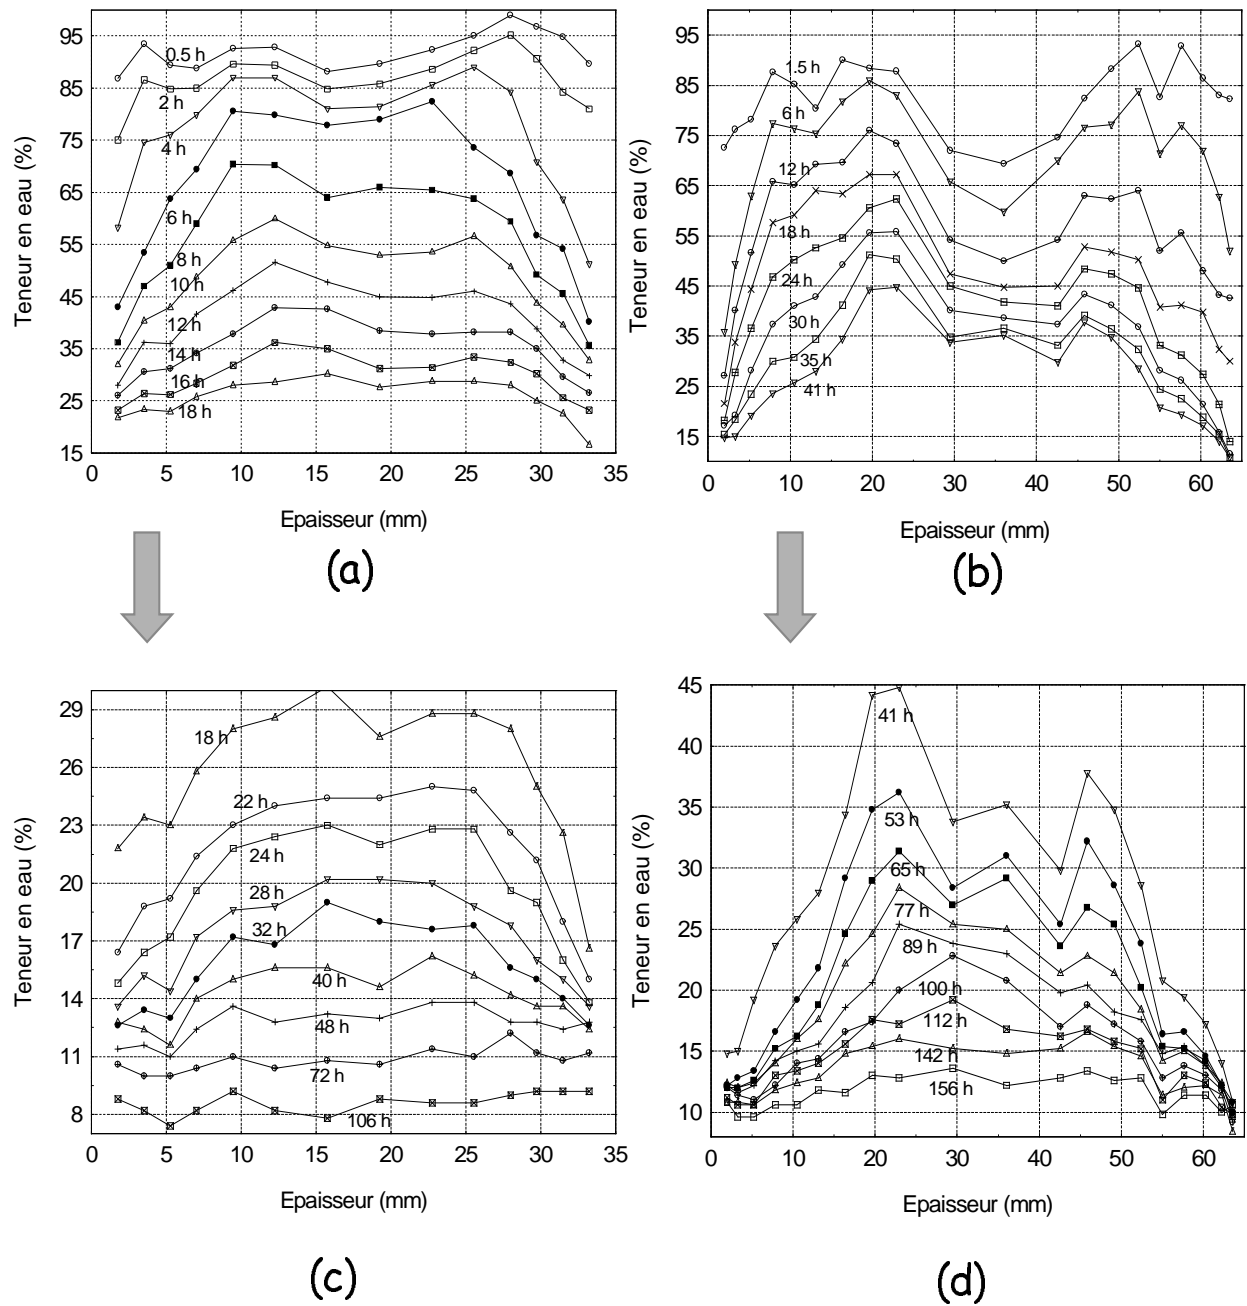 95
85
75
65
55
45
35
25
15
Teneur en eau (%)
0.5 h
2 h
4 h
6 h
8 h
10 h
12 h
14 h
16 h
18 h
0 5 10 15 20 25 30 35
Epaisseur (mm)
(a)
95
85
75
65
55
45
35
25
15
Teneur en eau (%)
1.5 h
6 h
12 h
18 h
24 h
30 h
35 h
41 h
0 10 20 30 40 50 60
Epaisseur (mm)
(b)
29
26
23
20
17
14
11
8
Teneur en eau (%)
18 h
22 h
24 h
28 h
32 h
40 h
48 h
72 h
106 h
0 5 10 15 20 25 30 35
Epaisseur (mm)
(c)
45
40
35
30
25
20
15
10
Teneur en eau (%)
41 h
53 h
65 h
77 h
89 h
100 h
112 h
142 h
156 h
0 10 20 30 40 50 60
Epaisseur (mm)
(d)